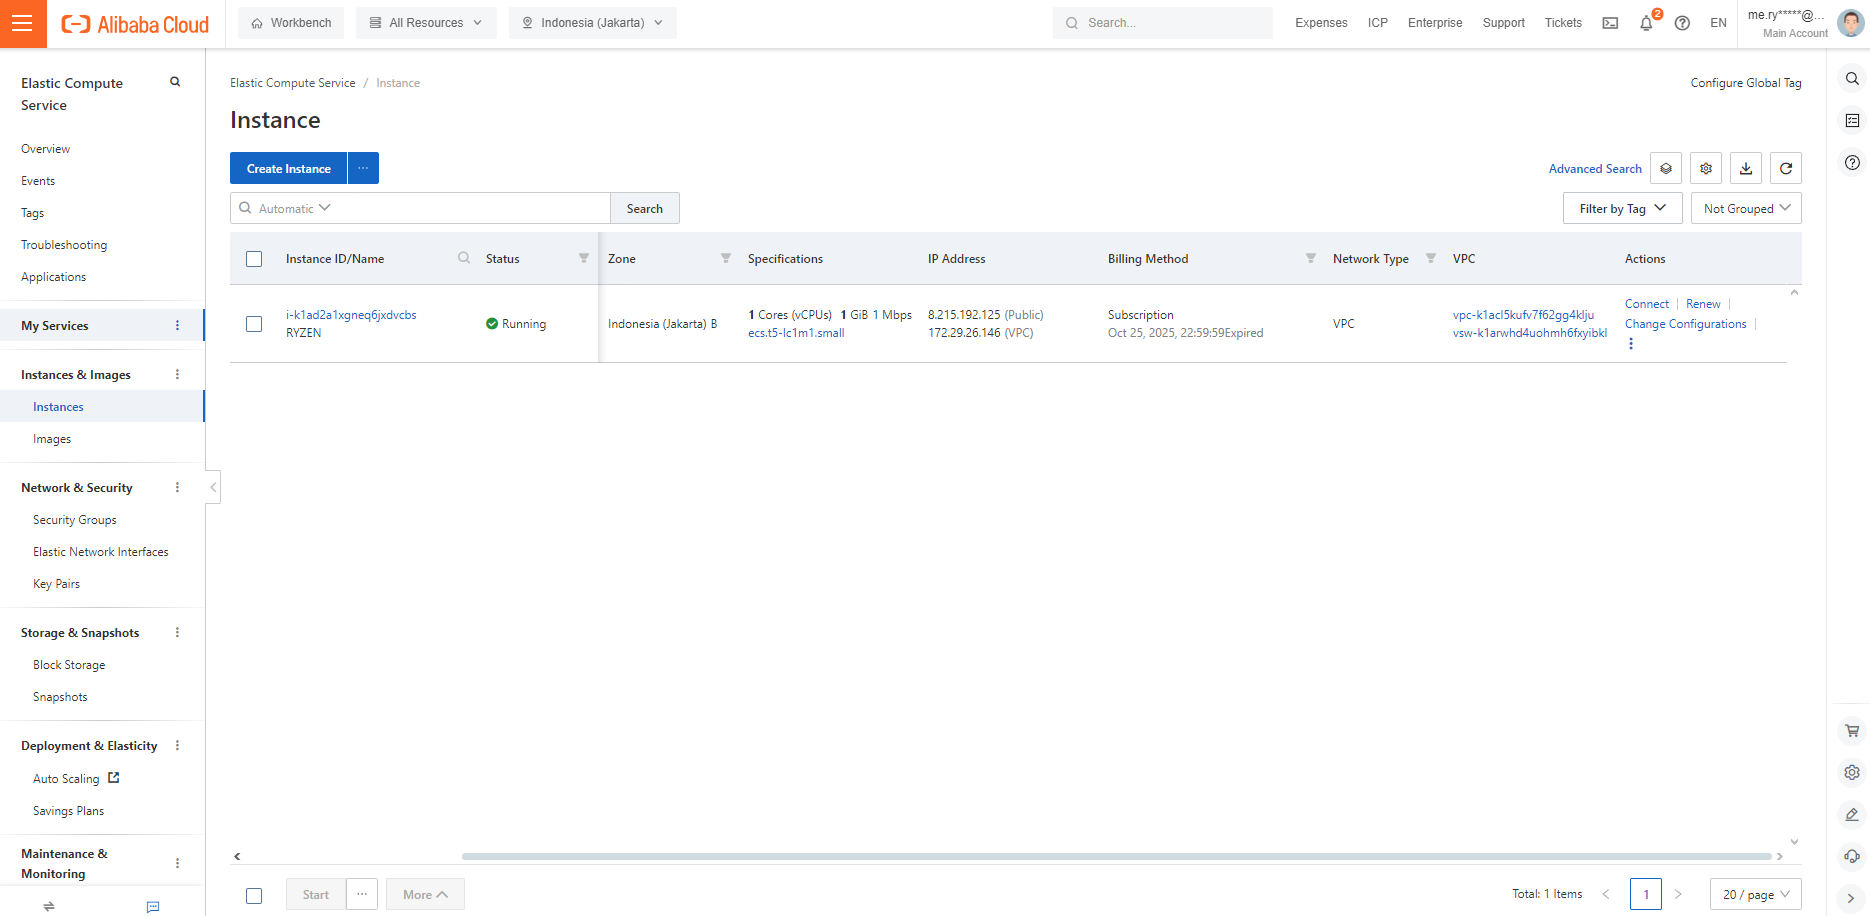 Alibaba Cloud
Workbench
All Resources
Indonesia (Jakarta)
Search...
Expenses
ICP
Enterprise
Support
Tickets
2
EN
me.ry*****@...
Main Account
Elastic Compute
Service
Overview
Events
Tags
Troubleshooting
Applications
My Services
Instances & Images
Instances
Images
Network & Security
Security Groups
Elastic Network Interfaces
Key Pairs
Storage & Snapshots
Block Storage
Snapshots
Deployment & Elasticity
Auto Scaling
Savings Plans
Maintenance &
Monitoring
Elastic Compute Service / Instance
Configure Global Tag
Instance
Create Instance ...
Advanced Search
Automatic
Search
Filter by Tag
Not Grouped
Instance ID/Name Status Zone Specifications IP Address Billing Method Network Type VPC Actions
i-k1ad2a1xgneq6jxdvcbs
RYZEN
Running
Indonesia (Jakarta) B
1 Cores (vCPUs) 1 GiB 1 Mbps
ecs.t5-lc1m1.small
8.215.192.125 (Public)
172.29.26.146 (VPC)
Subscription
Oct 25, 2025, 22:59:59Expired
VPC
vpc-k1acl5kufv7f62gg4klju
vsw-k1arwhd4uohmh6fxyibkl
Connect | Renew |
Change Configurations |
Start ... More
Total: 1 Items
1
20 / page